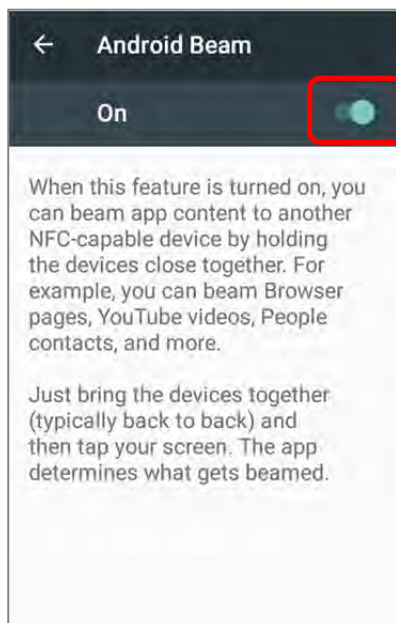 Android Beam
On
When this feature is turned on, you
can beam app content to another
NFC-capable device by holding
the devices close together. For
example, you can beam Browser
pages, YouTube videos, People
contacts, and more.
Just bring the devices together
(typically back to back) and
then tap your screen. The app
determines what gets beamed.